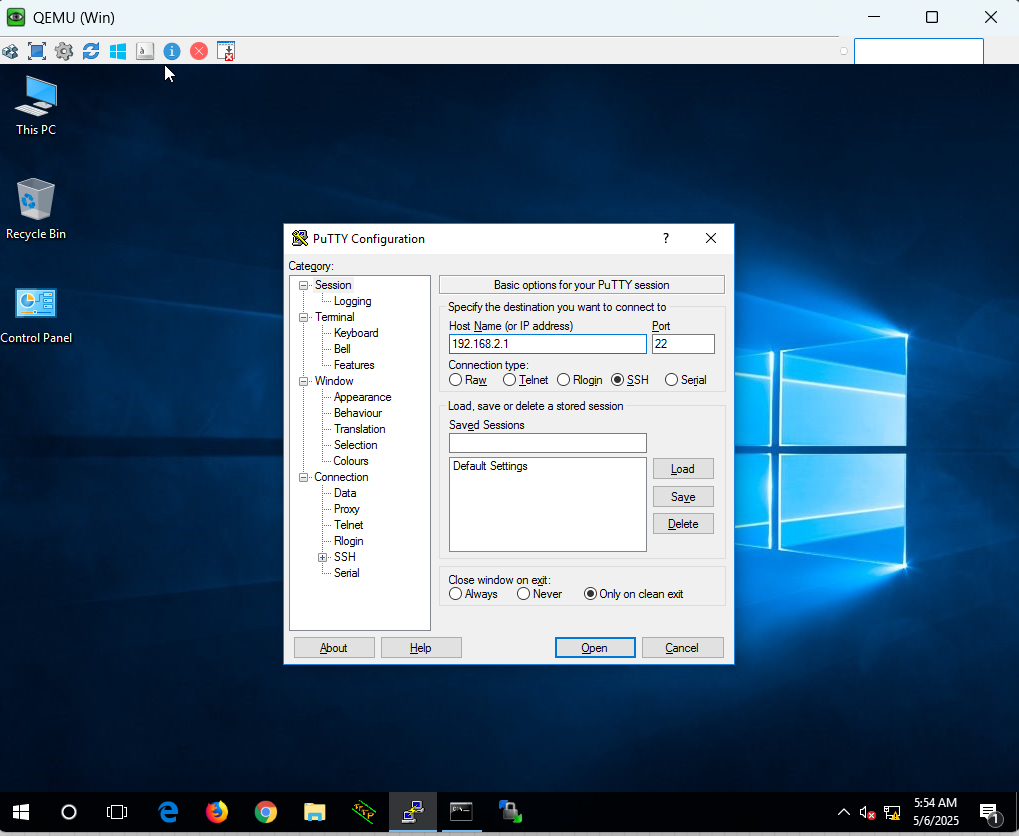 QEMU (Win)
This PC
Recycle Bin
Control Panel
PuTTY Configuration
?
Category:
Session
Logging
Terminal
Keyboard
Bell
Features
Window
Appearance
Behaviour
Translation
Selection
Colours
Connection
Data
Proxy
Telnet
Rlogin
SSH
Serial
Basic options for your PuTTY session
Specify the destination you want to connect to
Host Name (or IP address) Port
192.168.2.1 22
Connection type:
Raw Telnet Rlogin SSH Serial
Load, save or delete a stored session
Saved Sessions
Default Settings
Load
Save
Delete
Close window on exit:
Always Never Only on clean exit
About Help Open Cancel
5:54 AM
5/6/2025
1